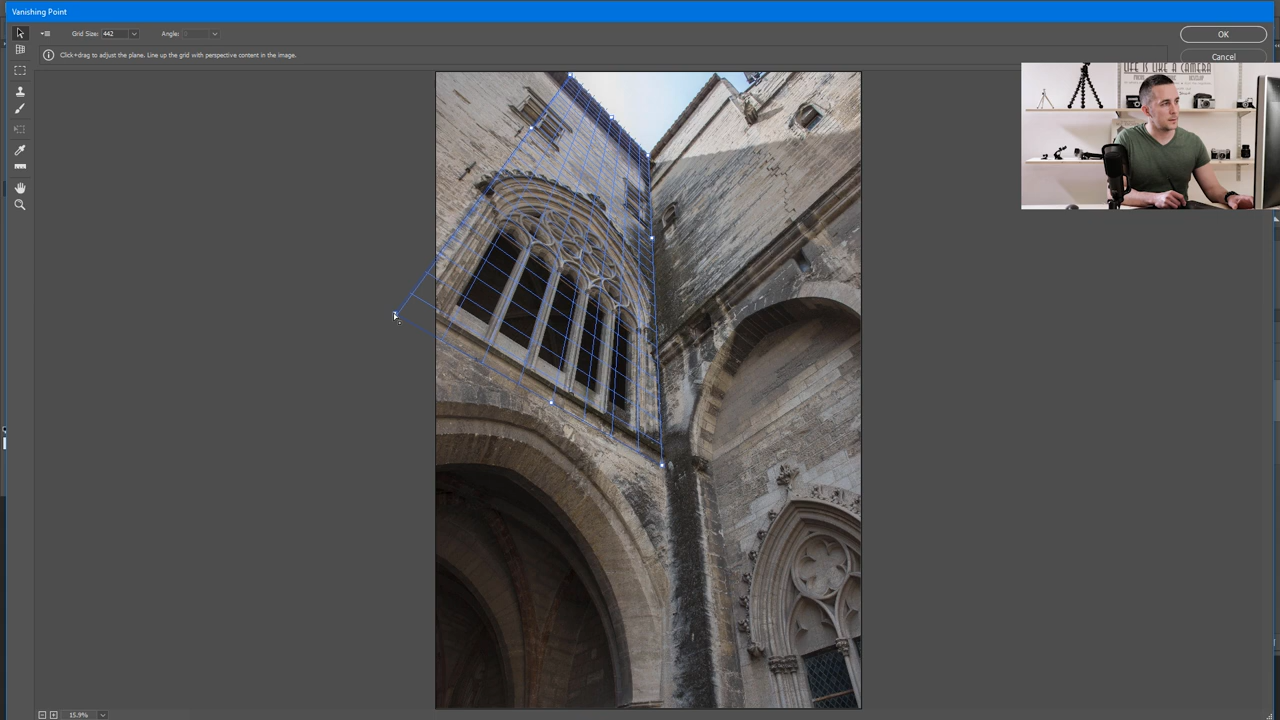 Vanishing Point
Grid Size: 442 Angle:
OK
Click+drag to adjust the plane. Line up the grid with perspective content in the image.
Cancel
LIFE IS LIKE A CAMERA
15.9%